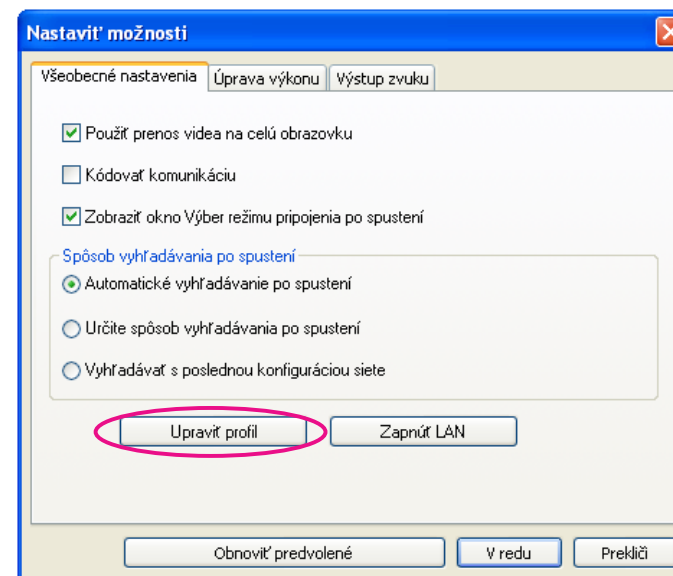 Nastaviť možnosti
Všeobecné nastavenia Úprava výkonu Výstup zvuku
Použiť prenos videa na celú obrazovku
Kódovať komunikáciu
Zobraziť okno Výber režimu pripojenia po spustení
Spôsob vyhľadávania po spustení
Automatické vyhľadávanie po spustení
Určite spôsob vyhľadávania po spustení
Vyhľadávať s poslednou konfiguráciou siete
Upraviť profil Zapnúť LAN
Obnoviť predvolené V redu Prekliči